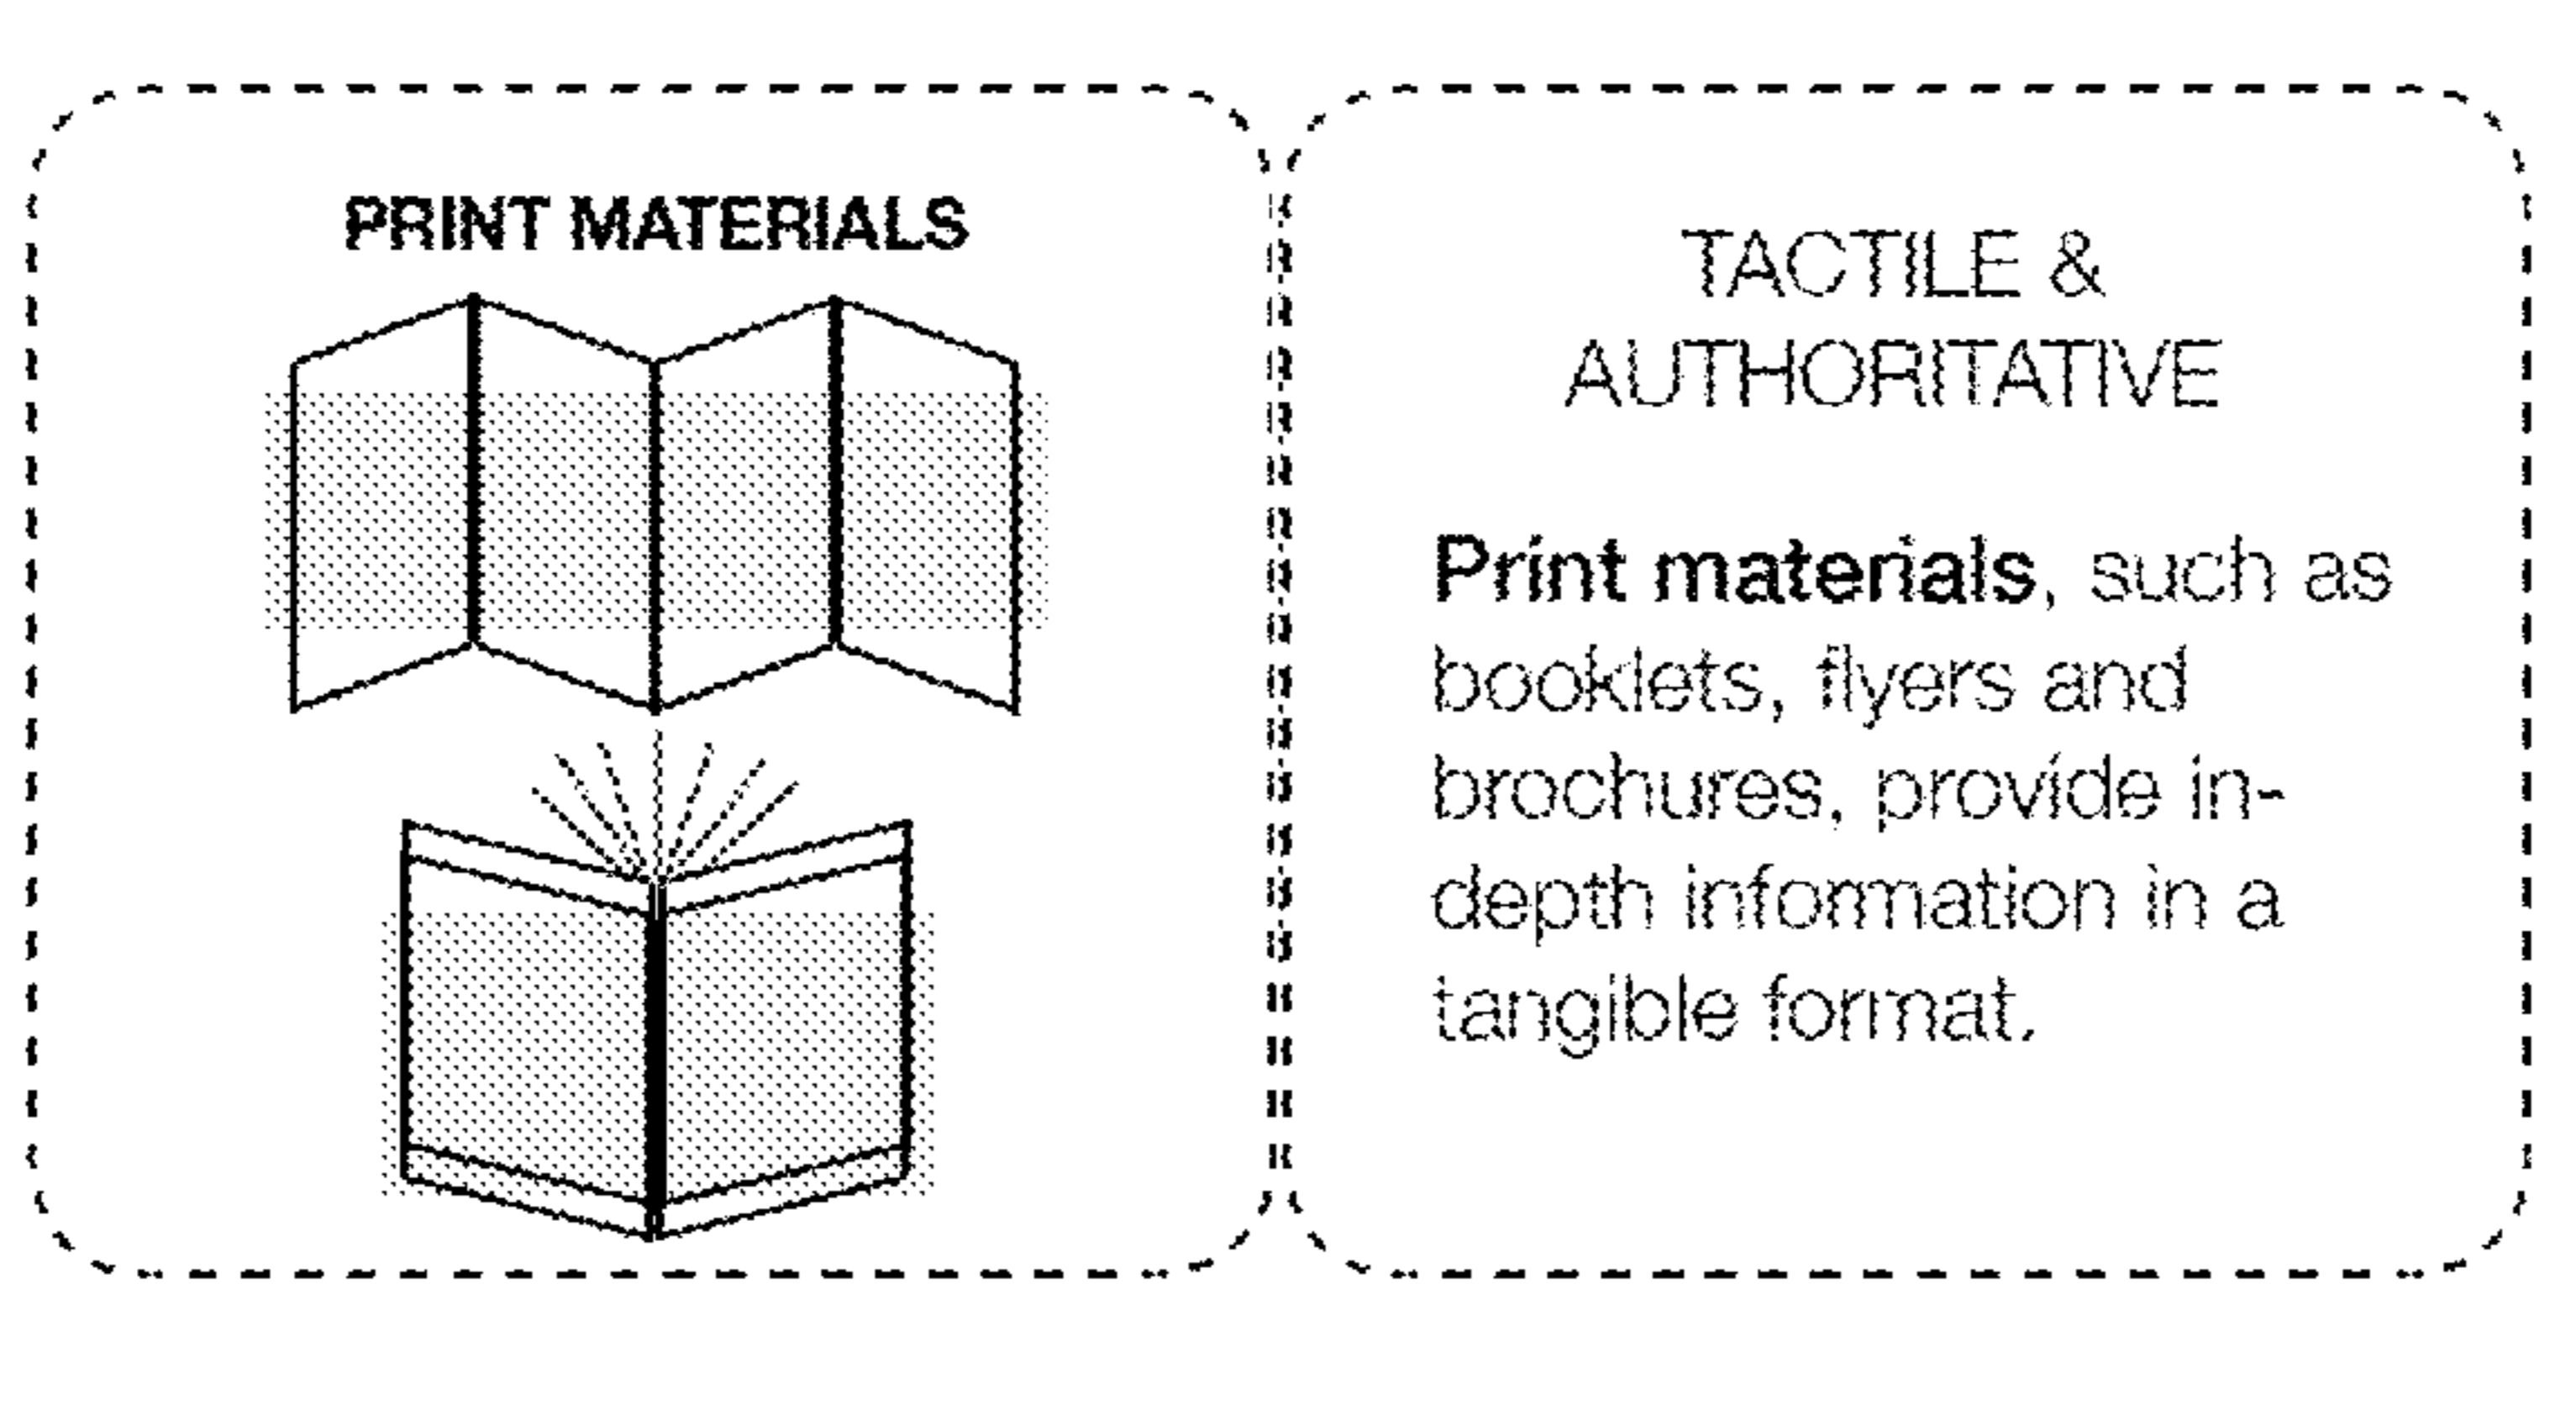 PRINT MATERIALS
TACTILE &
AUTHORITATIVE
Print materials, such as
booklets, flyers and
brochures, provide in-
depth information in a
tangible format.